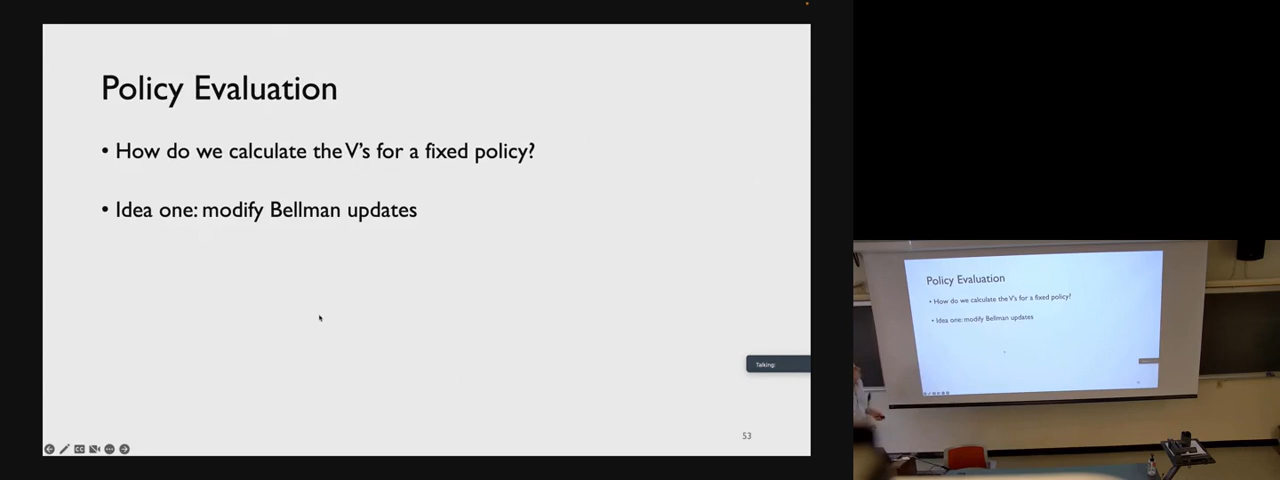 Policy Evaluation
• How do we calculate the V's for a fixed policy?
• Idea one: modify Bellman updates
Talking:
53
Policy Evaluation
• How do we calculate the V's for a fixed policy?
• Idea one: modify Bellman updates